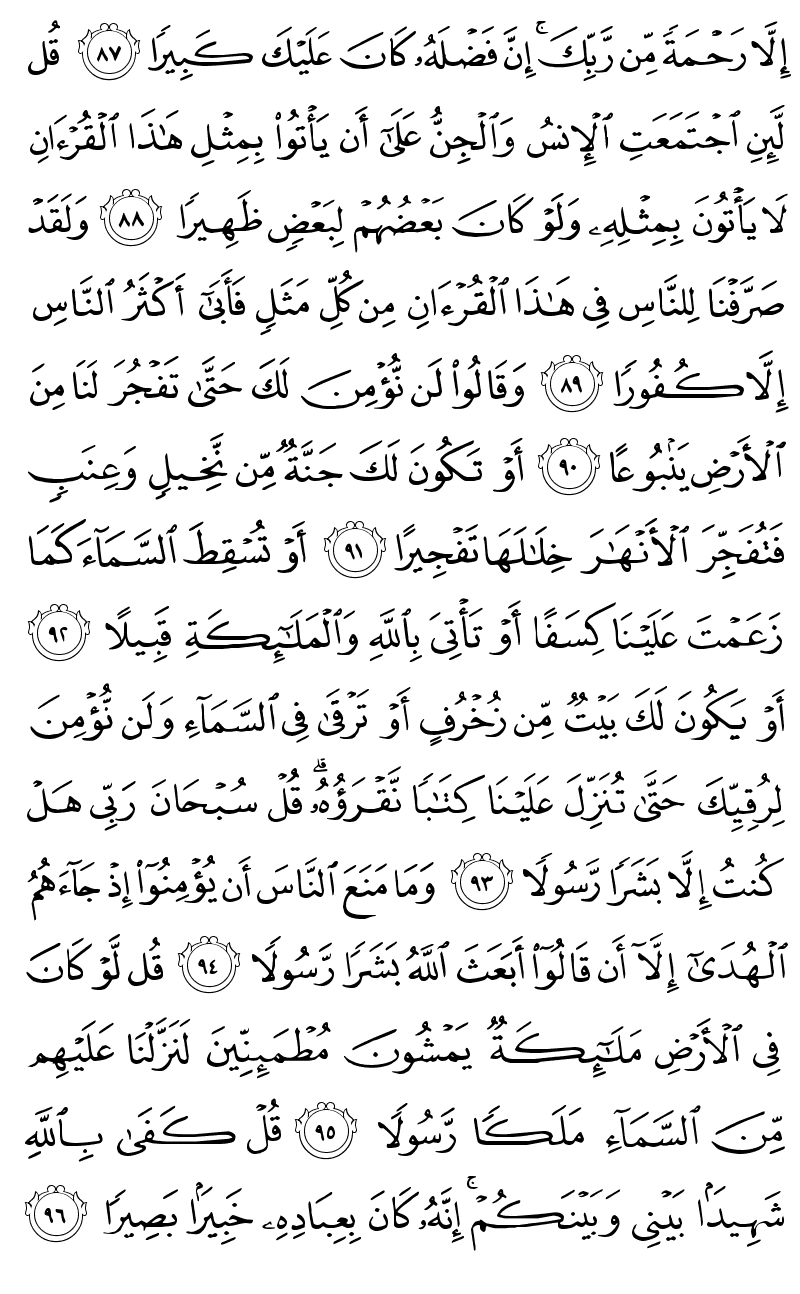 إِلَّا رَحْمَةً مِّن رَّبِّكَ ۚ إِنَّ فَضْلَهُۥ كَانَ عَلَيْكَ كَبِيرًا ٨٧ قُل
لَّئِنِ ٱجْتَمَعَتِ ٱلْإِنسُ وَٱلْجِنُّ عَلَىٰٓ أَن يَأْتُوا۟ بِمِثْلِ هَـٰذَا ٱلْقُرْءَانِ
لَا يَأْتُونَ بِمِثْلِهِۦ وَلَوْ كَانَ بَعْضُهُمْ لِبَعْضٍ ظَهِيرًا ٨٨ وَلَقَدْ
صَرَّفْنَا لِلنَّاسِ فِى هَـٰذَا ٱلْقُرْءَانِ مِن كُلِّ مَثَلٍ فَأَبَىٰٓ أَكْثَرُ ٱلنَّاسِ
إِلَّا كُفُورًا ٨٩ وَقَالُوا۟ لَن نُّؤْمِنَ لَكَ حَتَّىٰ تَفْجُرَ لَنَا مِنَ
ٱلْأَرْضِ يَنۢبُوعًا ٩٠ أَوْ تَكُونَ لَكَ جَنَّةٌ مِّن نَّخِيلٍ وَعِنَبٍ
فَتُفَجِّرَ ٱلْأَنْهَـٰرَ خِلَـٰلَهَا تَفْجِيرًا ٩١ أَوْ تُسْقِطَ ٱلسَّمَآءَ كَمَا
زَعَمْتَ عَلَيْنَا كِسَفًا أَوْ تَأْتِىَ بِٱللَّهِ وَٱلْمَلَـٰٓئِكَةِ قَبِيلًا ٩٢
أَوْ يَكُونَ لَكَ بَيْتٌ مِّن زُخْرُفٍ أَوْ تَرْقَىٰ فِى ٱلسَّمَآءِ وَلَن نُّؤْمِنَ
لِرُقِيِّكَ حَتَّىٰ تُنَزِّلَ عَلَيْنَا كِتَـٰبًا نَّقْرَؤُهُۥ ۗ قُلْ سُبْحَانَ رَبِّى هَلْ
كُنتُ إِلَّا بَشَرًا رَّسُولًا ٩٣ وَمَا مَنَعَ ٱلنَّاسَ أَن يُؤْمِنُوٓا۟ إِذْ جَآءَهُمُ
ٱلْهُدَىٰٓ إِلَّآ أَن قَالُوٓا۟ أَبَعَثَ ٱللَّهُ بَشَرًا رَّسُولًا ٩٤ قُل لَّوْ كَانَ
فِى ٱلْأَرْضِ مَلَـٰٓئِكَةٌ يَمْشُونَ مُطْمَئِنِّينَ لَنَزَّلْنَا عَلَيْهِم
مِّنَ ٱلسَّمَآءِ مَلَكًا رَّسُولًا ٩٥ قُلْ كَفَىٰ بِٱللَّهِ
شَهِيدًۢا بَيْنِى وَبَيْنَكُمْ ۚ إِنَّهُۥ كَانَ بِعِبَادِهِۦ خَبِيرًۢا بَصِيرًا ٩٦